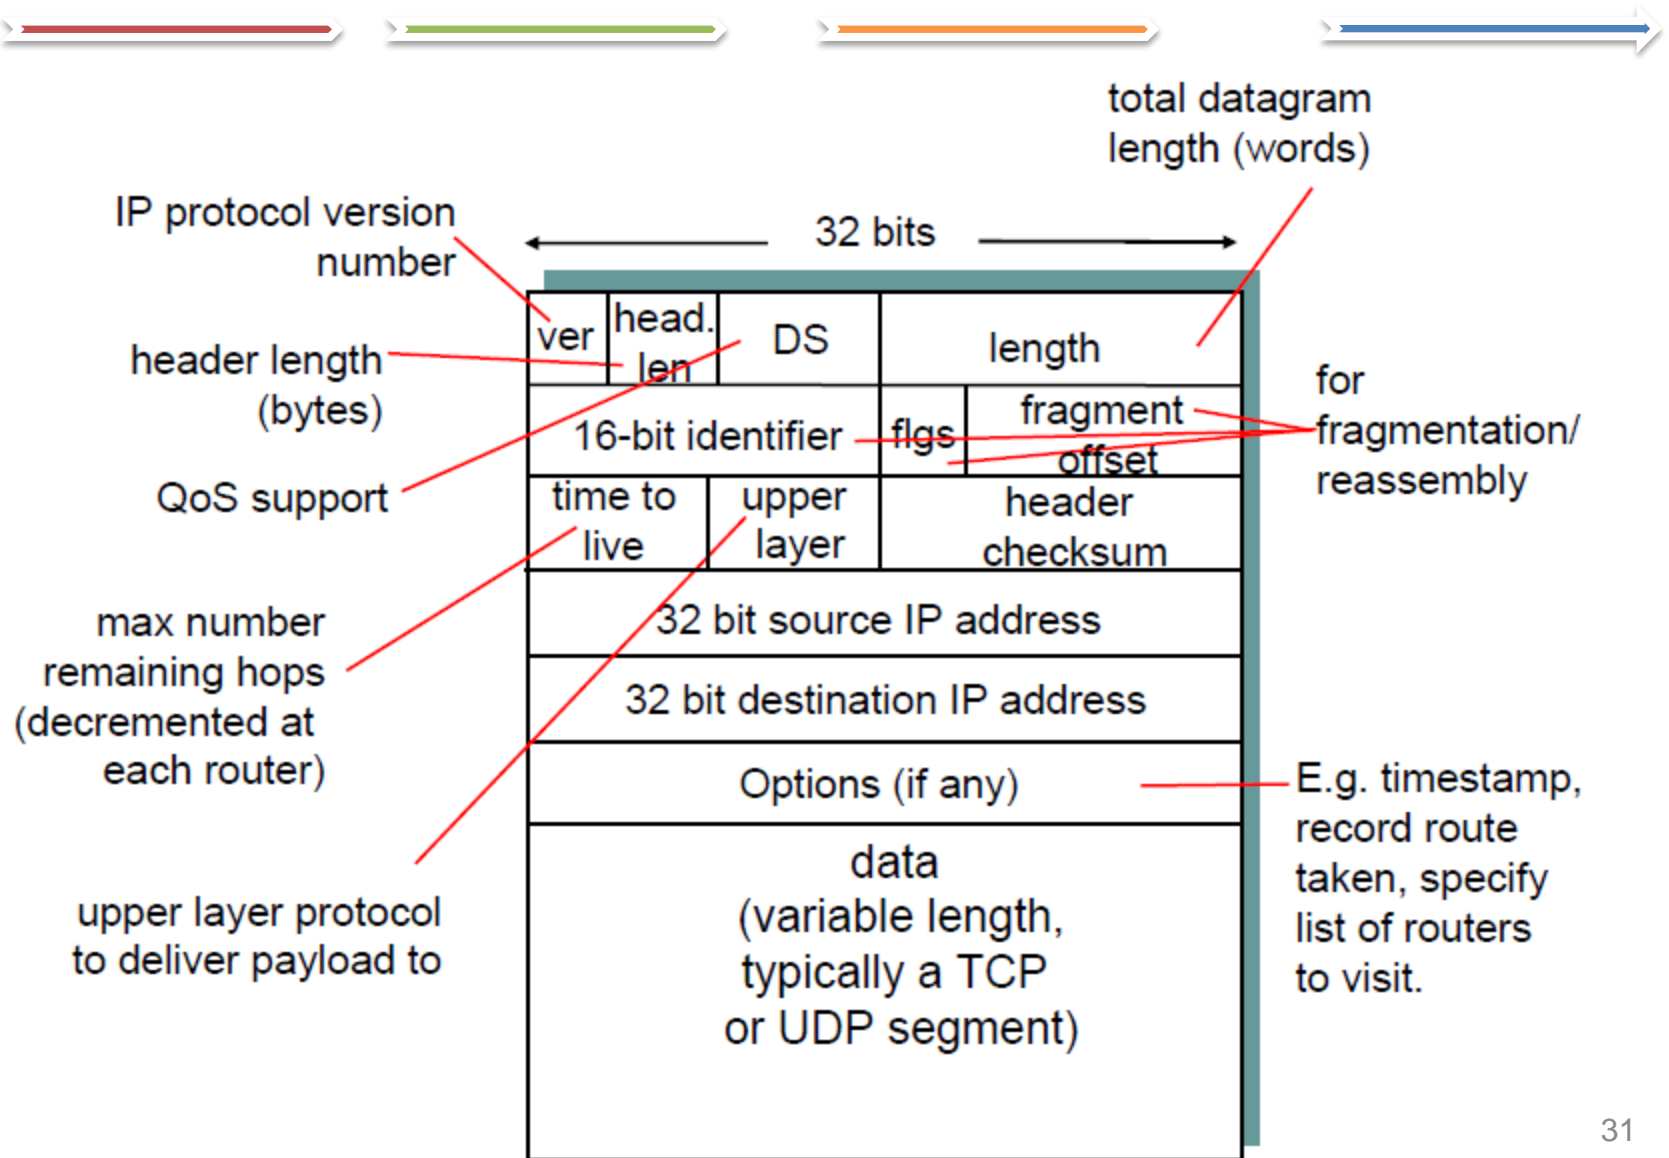 total datagram
length (words)
IP protocol version
number
32 bits
ver
head.
len
DS
length
header length
(bytes)
for
fragmentation/
reassembly
16-bit identifier
flgs
fragment
offset
QoS support
time to
live
upper
layer
header
checksum
max number
remaining hops
(decremented at
each router)
32 bit source IP address
32 bit destination IP address
Options (if any)
E.g. timestamp,
record route
taken, specify
list of routers
to visit.
upper layer protocol
to deliver payload to
data
(variable length,
typically a TCP
or UDP segment)
31